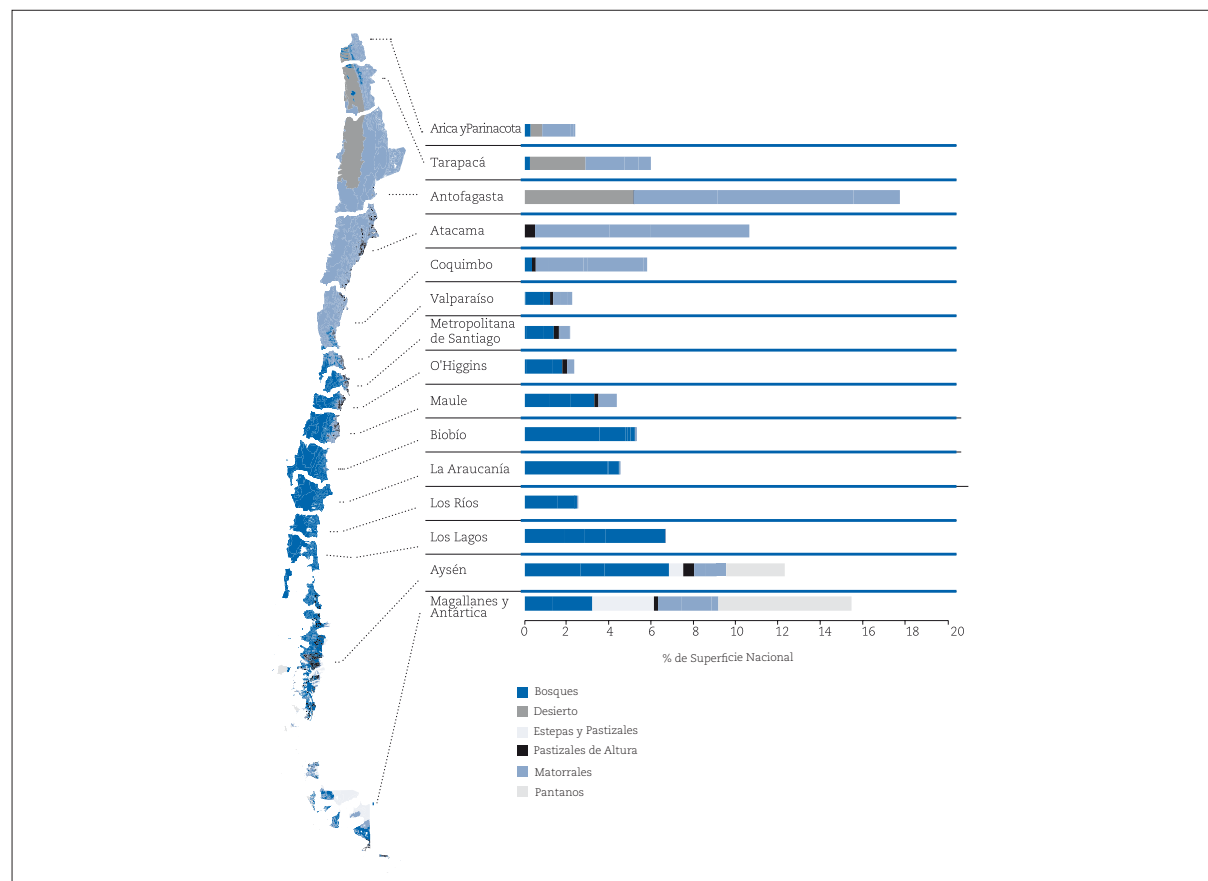 Arica yParinacota
Tarapacá
Antofagasta
Atacama
Coquimbo
Valparaíso
Metropolitana
de Santiago
O'Higgins
Maule
Biobío
La Araucanía
Los Ríos
Los Lagos
Aysén
Magallanes y
Antártica
0 2 4 6 8 10 12 14 16 18 20
% de Superficie Nacional
Bosques
Desierto
Estepas y Pastizales
Pastizales de Altura
Matorrales
Pantanos